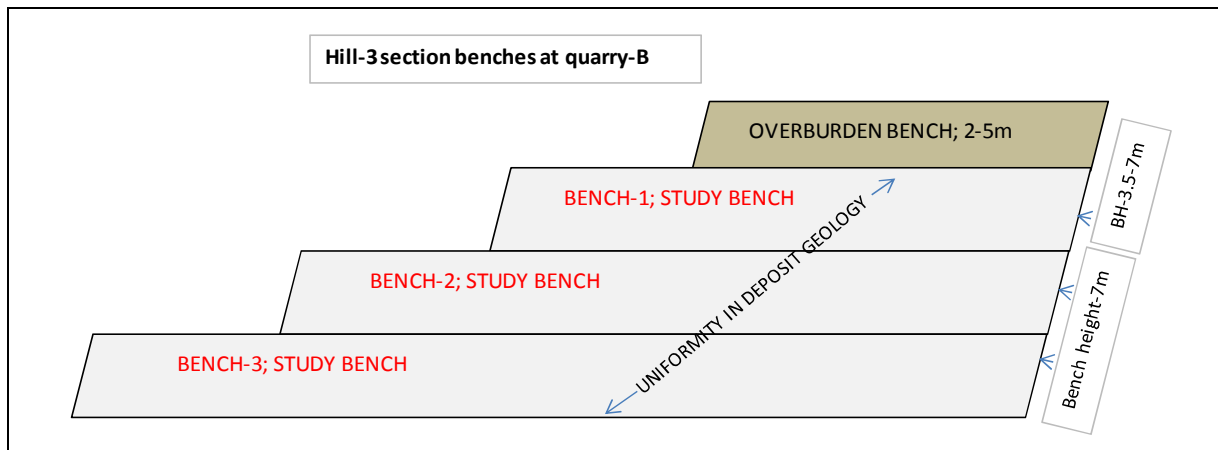 Hill-3 section benches at quarry-B
OVERBURDEN BENCH; 2-5m
BENCH-1; STUDY BENCH
BH-3.5-7m
UNIFORMITY IN DEPOSIT GEOLOGY
BENCH-2; STUDY BENCH
Bench height-7m
BENCH-3; STUDY BENCH